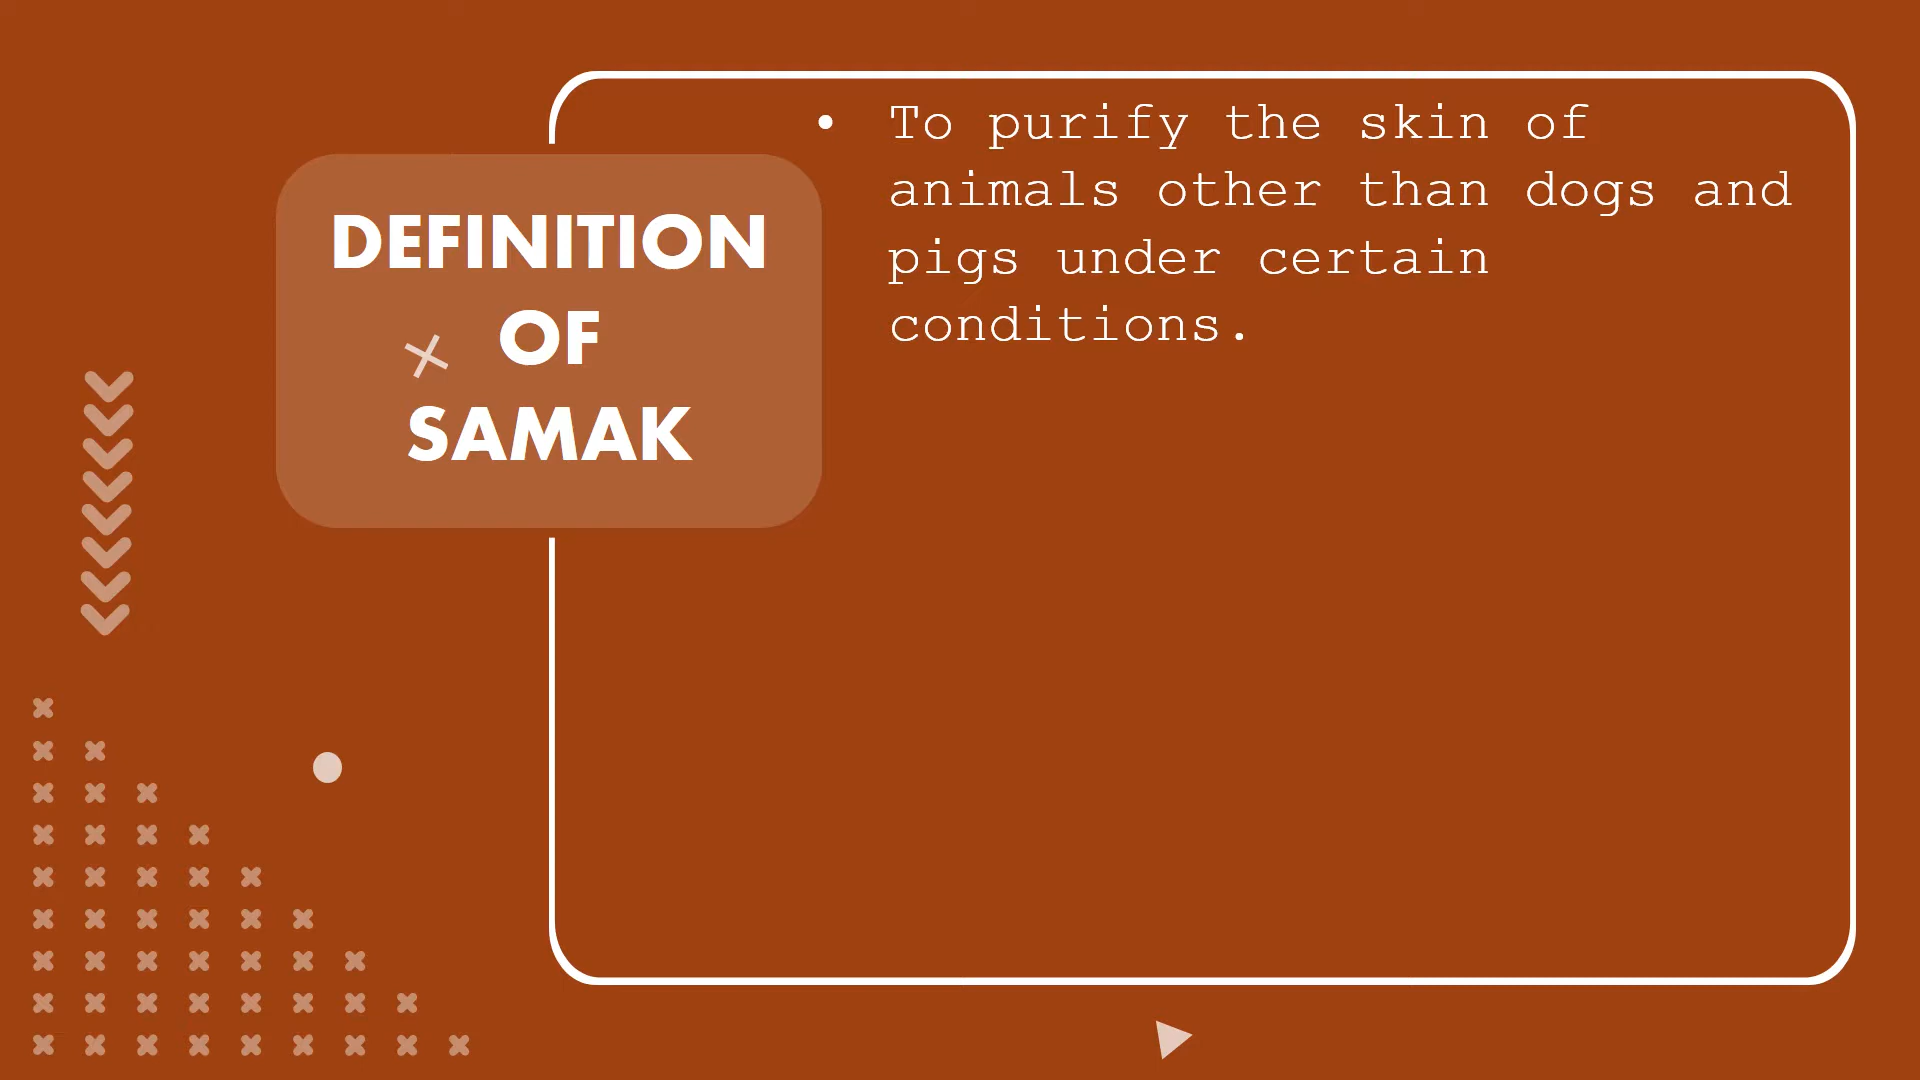 DEFINITION
OF
SAMAK
• To purify the skin of
animals other than dogs and
pigs under certain
conditions.